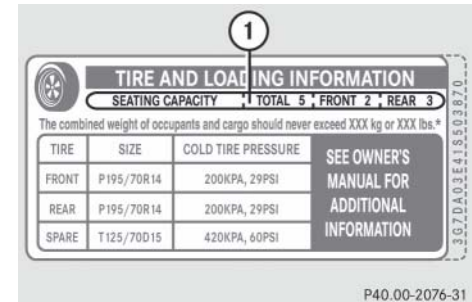 1
TIRE AND LOADING INFORMATION
SEATING CAPACITY TOTAL 5 FRONT 2 REAR 3
The combined weight of occupants and cargo should never exceed XXX kg or XXX lbs.*
TIRE SIZE COLD TIRE PRESSURE
FRONT P195/70R14 200KPA, 29PSI
REAR P195/70R14 200KPA, 29PSI
SPARE T125/70D15 420KPA, 60PSI
SEE OWNER'S
MANUAL FOR
ADDITIONAL
INFORMATION
3G7DA03E41S503870
P40.00-2076-31